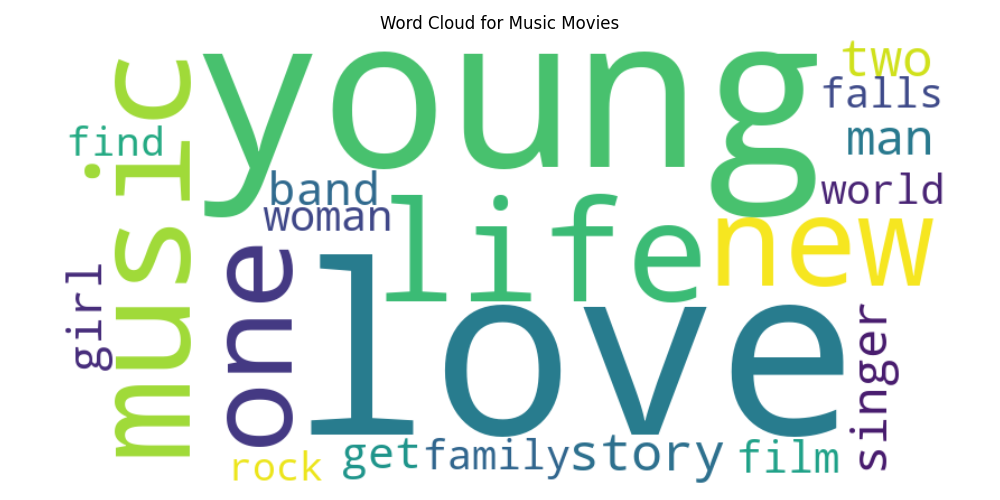 Word Cloud for Music Movies
young
two
falls
man
find
music
band
woman
world
life
new
one
love
girl
singer
rock
get
family
story
film